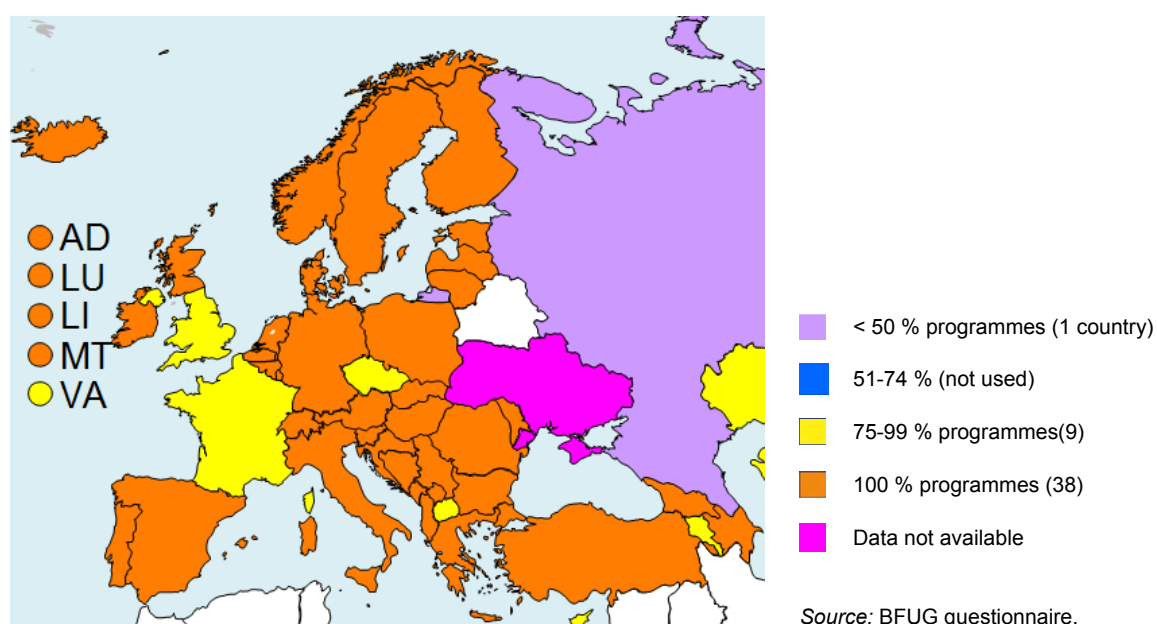 AD
LU
LI
MT
VA
< 50 % programmes (1 country)
51-74 % (not used)
75-99 % programmes(9)
100 % programmes (38)
Data not available
Source: BFUG questionnaire.